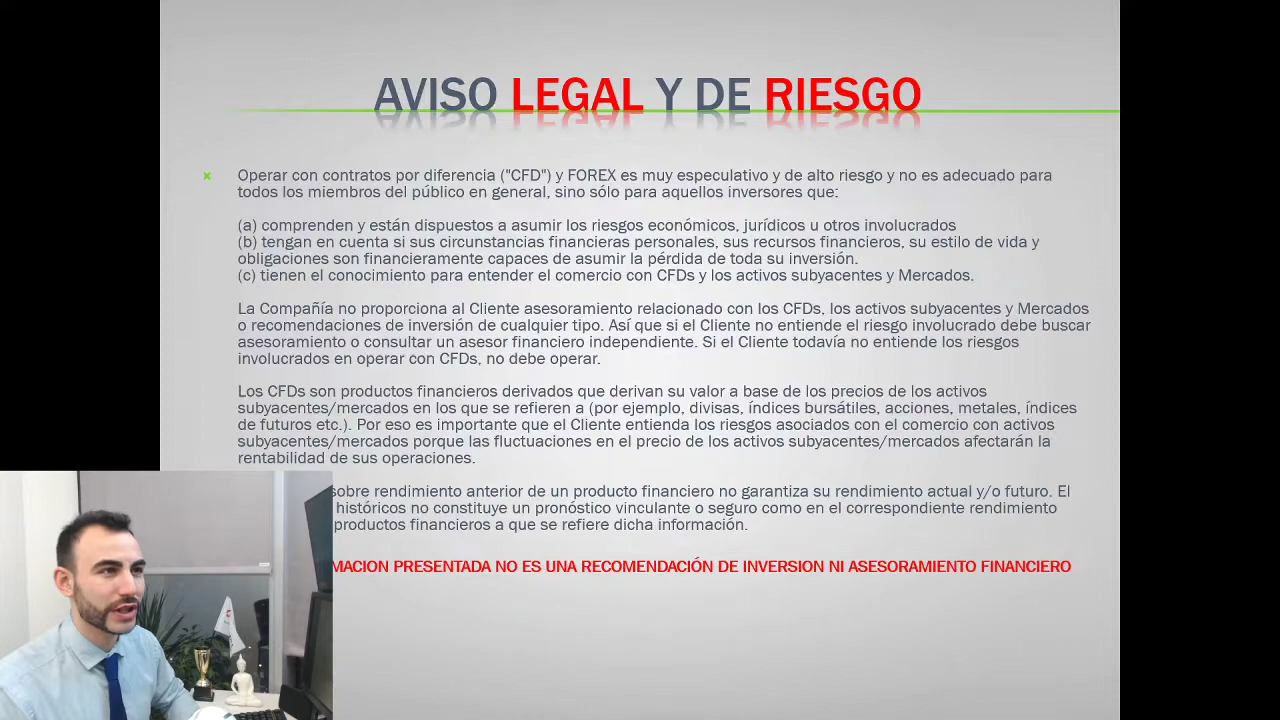 AVISO LEGAL Y DE RIESGO
Operar con contratos por diferencia ("CFD") y FOREX es muy especulativo y de alto riesgo y no es adecuado para
todos los miembros del público en general, sino sólo para aquellos inversores que:
(a) comprenden y están dispuestos a asumir los riesgos económicos, jurídicos u otros involucrados
(b) tengan en cuenta si sus circunstancias financieras personales, sus recursos financieros, su estilo de vida y
obligaciones son financieramente capaces de asumir la pérdida de toda su inversión.
(c) tienen el conocimiento para entender el comercio con CFDs y los activos subyacentes y Mercados.
La Compañía no proporciona al Cliente asesoramiento relacionado con los CFDs, los activos subyacentes y Mercados
o recomendaciones de inversión de cualquier tipo. Así que si el Cliente no entiende el riesgo involucrado debe buscar
asesoramiento o consultar un asesor financiero independiente. Si el Cliente todavía no entiende los riesgos
involucrados en operar con CFDs, no debe operar.
Los CFDs son productos financieros derivados que derivan su valor a base de los precios de los activos
subyacentes/mercados en los que se refieren a (por ejemplo, divisas, índices bursátiles, acciones, metales, índices
de futuros etc.). Por eso es importante que el Cliente entienda los riesgos asociados con el comercio con activos
subyacentes/mercados porque las fluctuaciones en el precio de los activos subyacentes/mercados afectarán la
rentabilidad de sus operaciones.
sobre rendimiento anterior de un producto financiero no garantiza su rendimiento actual y/o futuro. El
históricos no constituye un pronóstico vinculante o seguro como en el correspondiente rendimiento
productos financieros a que se refiere dicha información.
MACION PRESENTADA NO ES UNA RECOMENDACIÓN DE INVERSION NI ASESORAMIENTO FINANCIERO